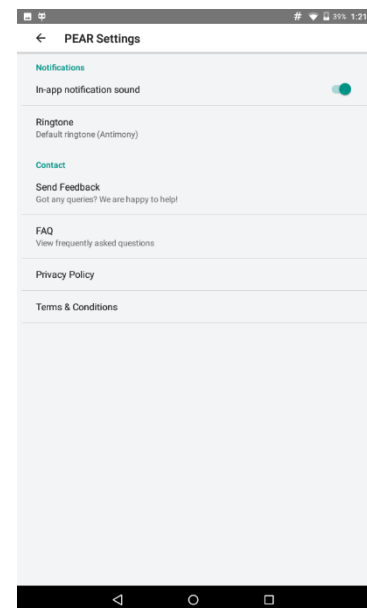 # 39% 1:21
PEAR Settings
Notifications
In-app notification sound
Ringtone
Default ringtone (Antimony)
Contact
Send Feedback
Got any queries? We are happy to help!
FAQ
View frequently asked questions
Privacy Policy
Terms & Conditions